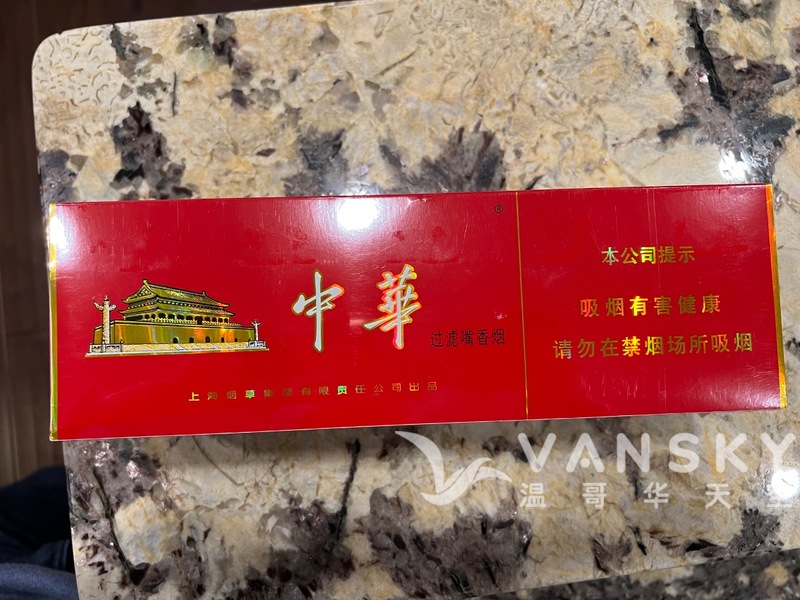 ®
中華
过滤嘴香烟
上海烟草集团有限责任公司出品
本公司提示
吸烟有害健康
请勿在禁烟场所吸烟
VANSKY
温哥华天空